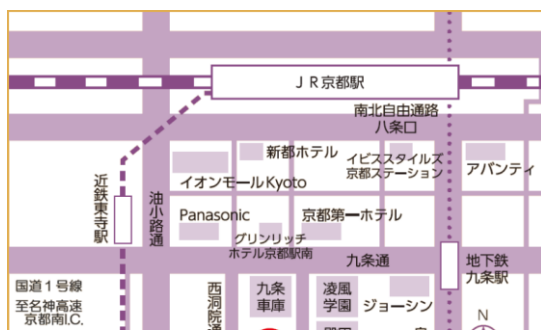 JR京都駅
南北自由通路
八条口
新都ホテル
イビススタイルズ
京都ステーション
アバンティ
イオンモールKyoto
近鉄東寺駅
油小路通
Panasonic
京都第一ホテル
グリンリッチ
ホテル京都駅南
九条通
地下鉄
九条駅
国道1号線
至名神高速
京都南I.C.
西洞院通
九条
車庫
凌風
学園
ジョーシン
N